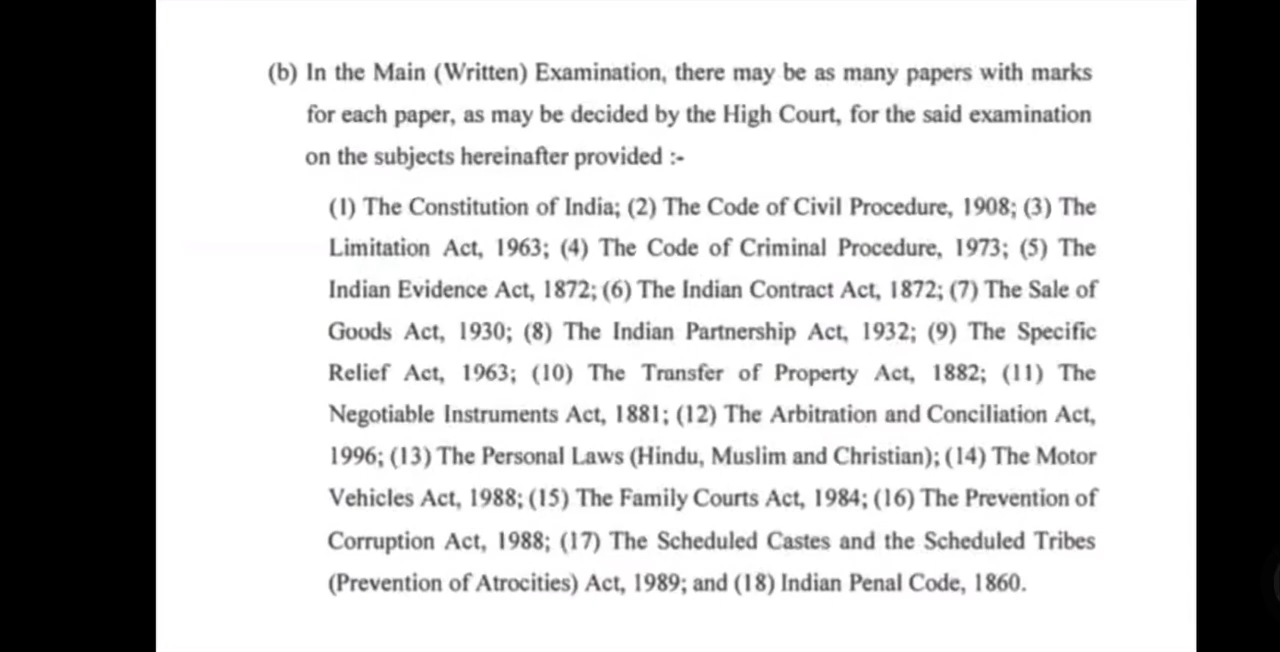 (b) In the Main (Written) Examination, there may be as many papers with marks
for each paper, as may be decided by the High Court, for the said examination
on the subjects hereinafter provided :-
(1) The Constitution of India; (2) The Code of Civil Procedure, 1908; (3) The
Limitation Act, 1963; (4) The Code of Criminal Procedure, 1973; (5) The
Indian Evidence Act, 1872; (6) The Indian Contract Act, 1872; (7) The Sale of
Goods Act, 1930; (8) The Indian Partnership Act, 1932; (9) The Specific
Relief Act, 1963; (10) The Transfer of Property Act, 1882; (11) The
Negotiable Instruments Act, 1881; (12) The Arbitration and Conciliation Act,
1996; (13) The Personal Laws (Hindu, Muslim and Christian); (14) The Motor
Vehicles Act, 1988; (15) The Family Courts Act, 1984; (16) The Prevention of
Corruption Act, 1988; (17) The Scheduled Castes and the Scheduled Tribes
(Prevention of Atrocities) Act, 1989; and (18) Indian Penal Code, 1860.